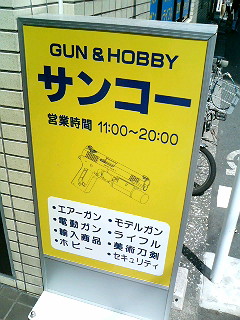 GUN & HOBBY
サンコー
営業時間 11:00~20:00
・エアーガン
・電動ガン
・輸入商品
・ホビー
・モデルガン
・ライフル
・美術刀剣
・セキュリティ